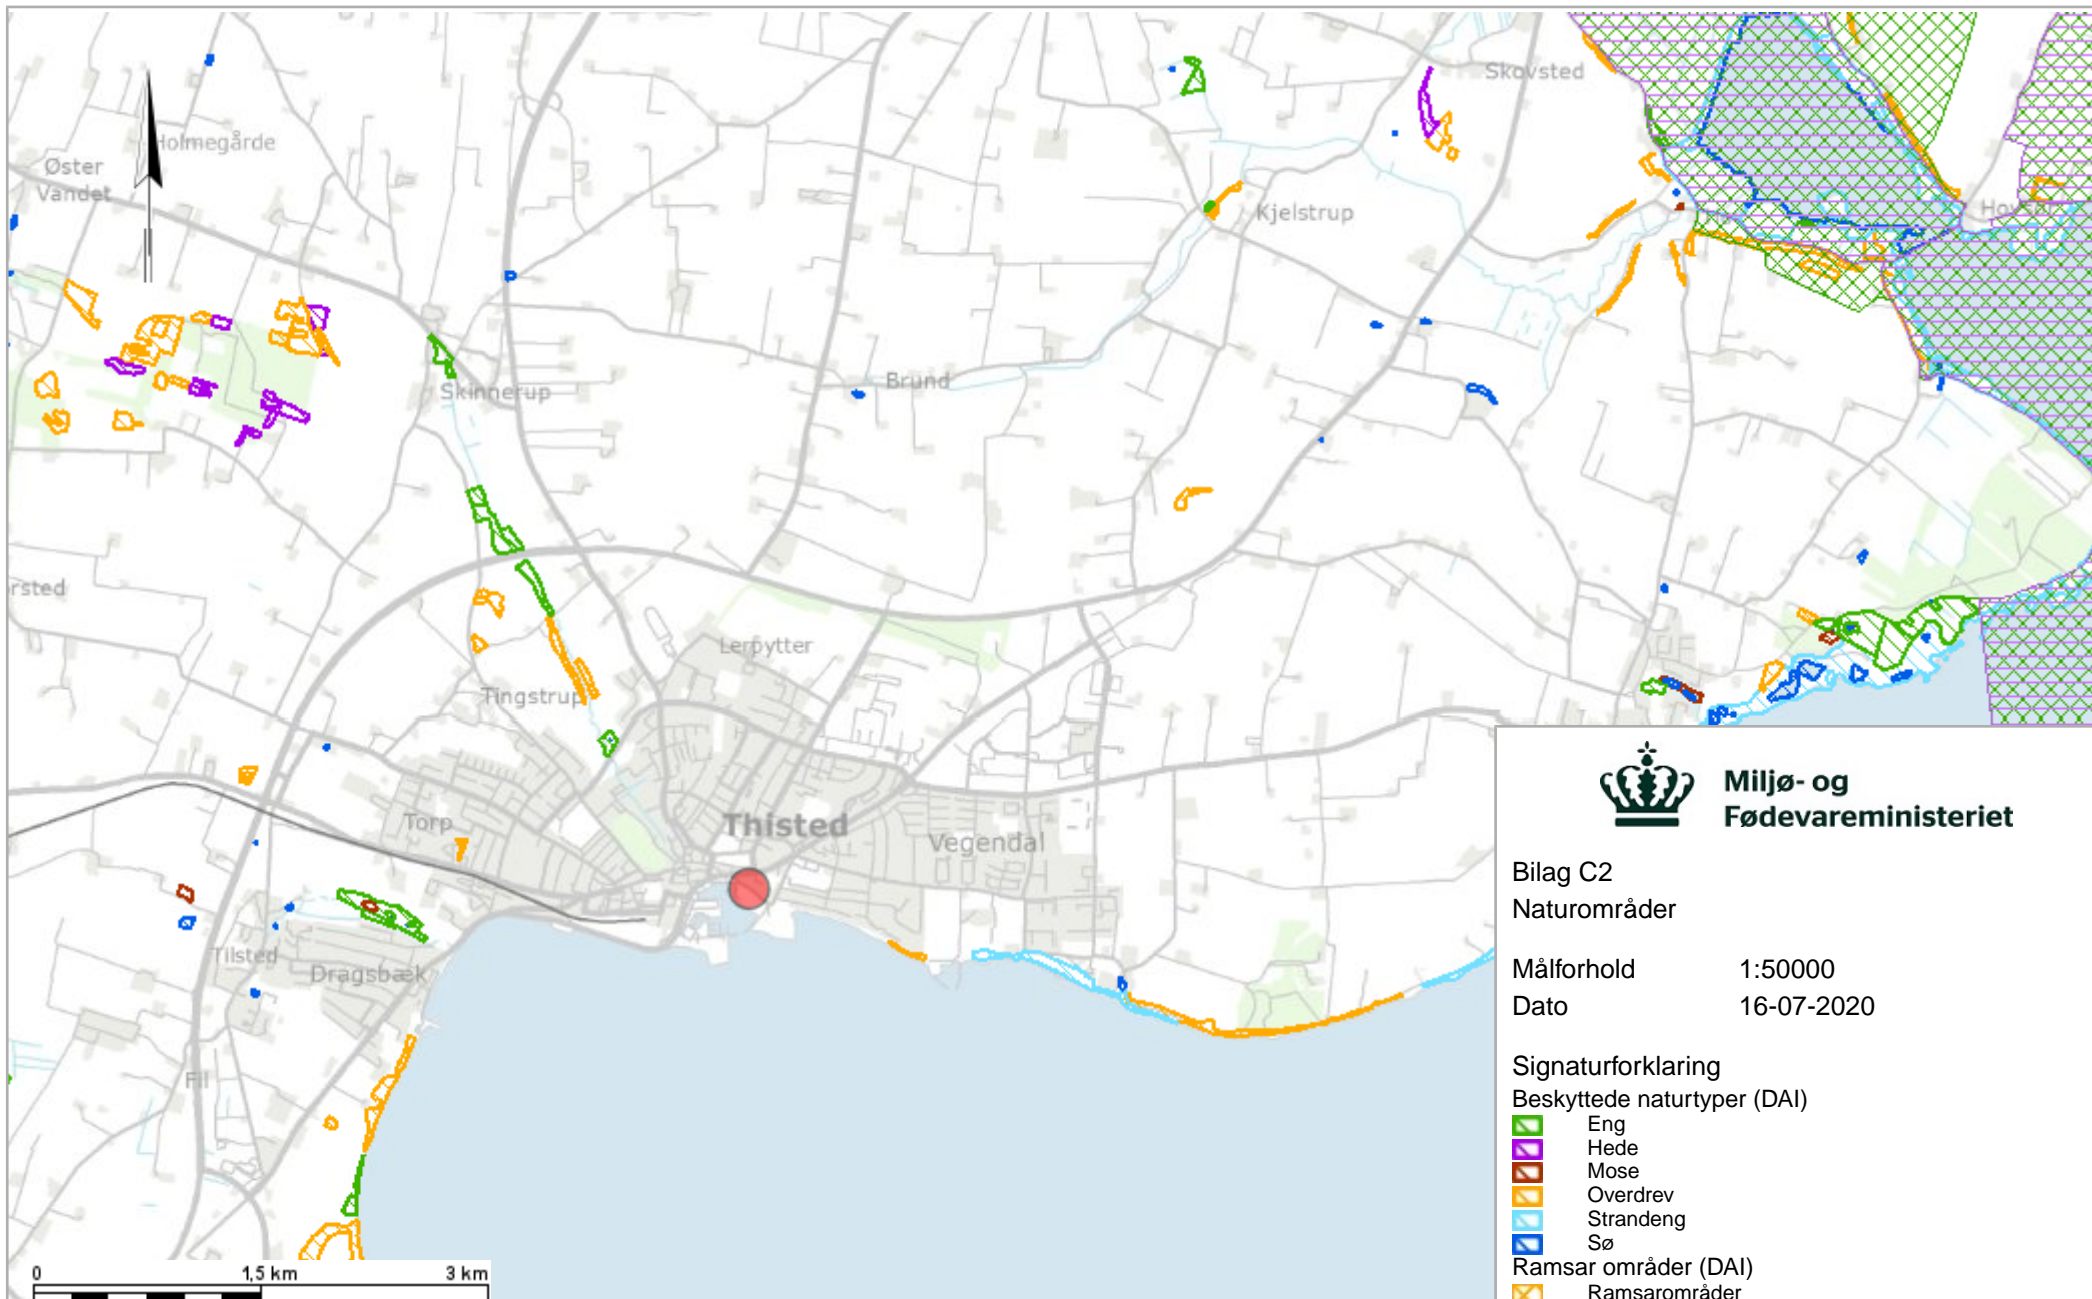 Skovsted
Holmegårde
Øster
Vandet
Kjelstrup
Skinnerup
Brund
rsted
Lerpytter
Tingstrup
Thisted
Torp
Vegendal
Tilsted
Dragsbæk
Miljø- og
Fødevareministeriet
Bilag C2
Naturområder
Målforhold 1:50000
Dato 16-07-2020
Signaturforklaring
Beskyttede naturtyper (DAI)
Eng
Hede
Mose
Overdrev
Strandeng
Sø
Ramsar områder (DAI)
Ramsarområder
0 1,5 km 3 km